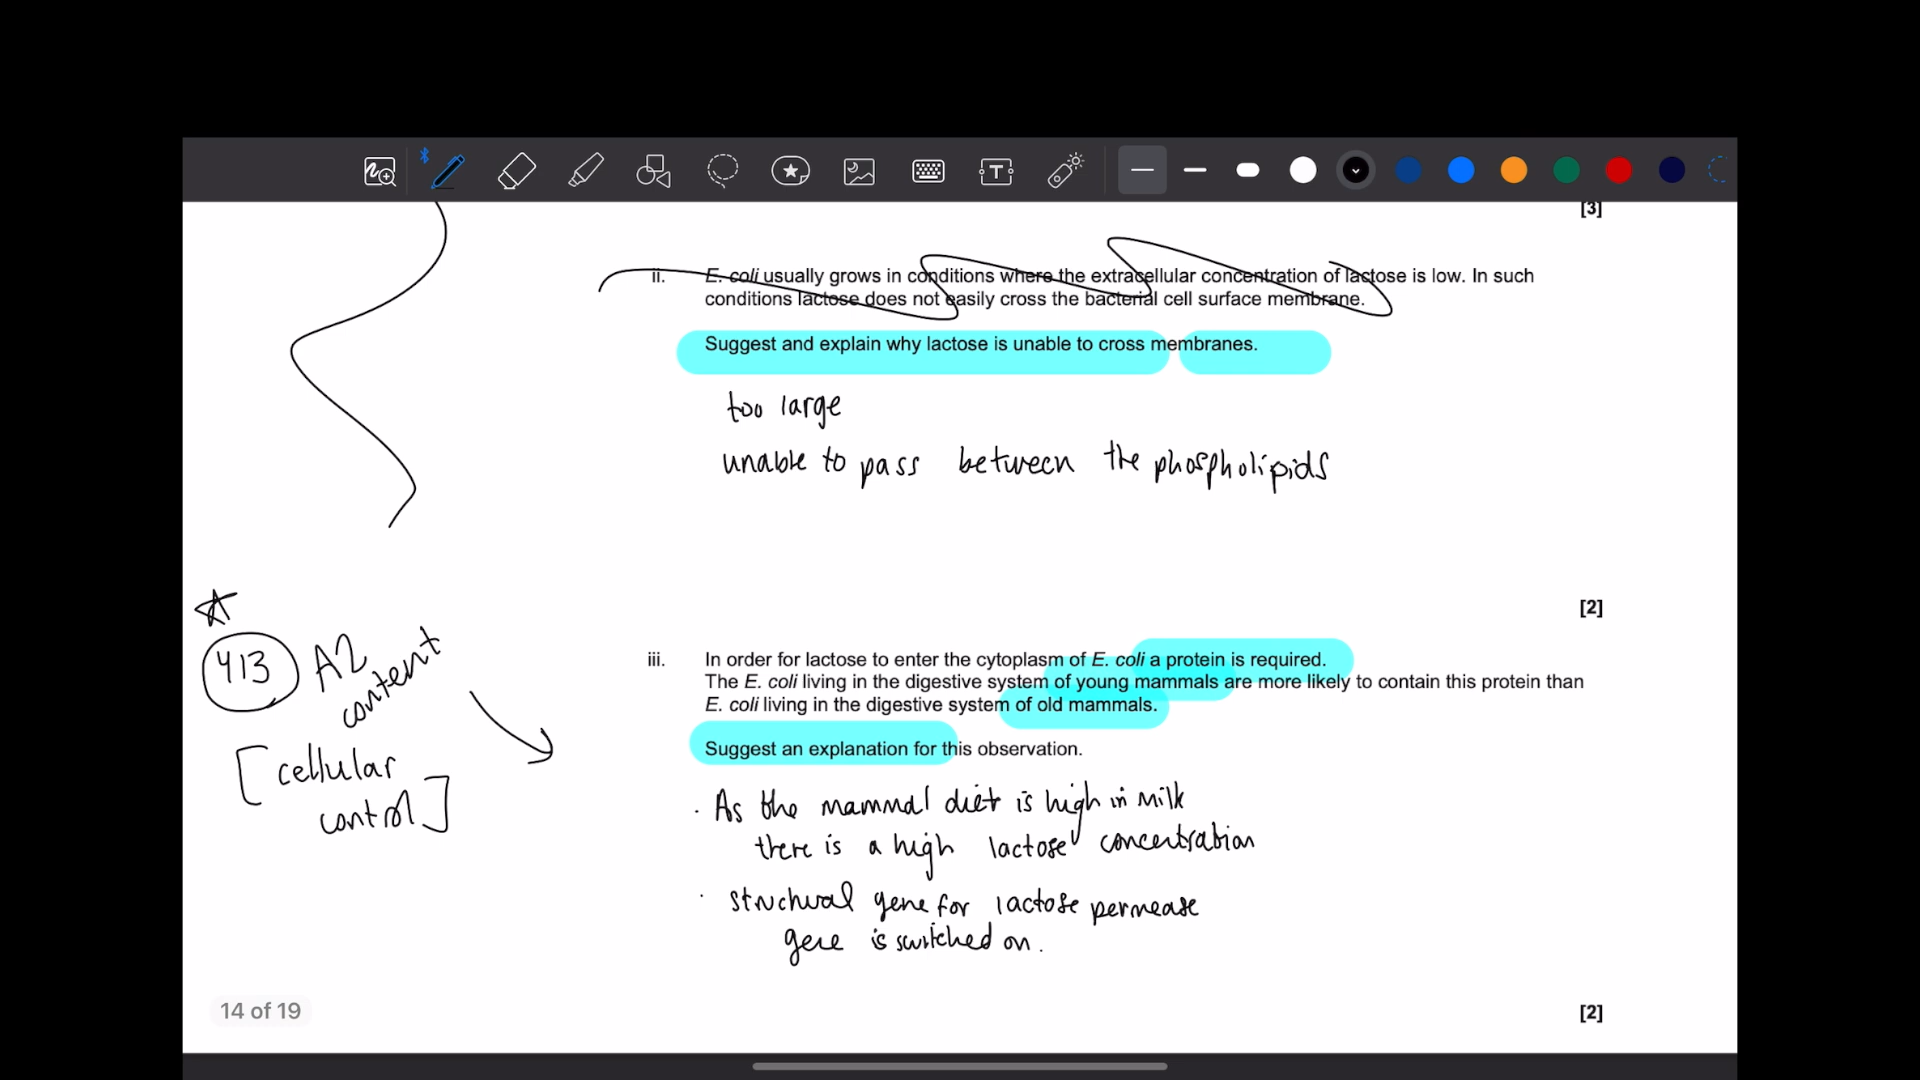 [3]
ii. E. coli usually grows in conditions where the extracellular concentration of lactose is low. In such
conditions lactose does not easily cross the bacterial cell surface membrane.
Suggest and explain why lactose is unable to cross membranes.
too large
unable to pass between the phospholipids
[2]
413 A2
content
[cellular
control]
iii. In order for lactose to enter the cytoplasm of E. coli a protein is required.
The E. coli living in the digestive system of young mammals are more likely to contain this protein than
E. coli living in the digestive system of old mammals.
Suggest an explanation for this observation.
· As the mammal diet is high in milk
there is a high lactose concentration
· structural gene for lactose permease
gene is switched on.
[2]
14 of 19